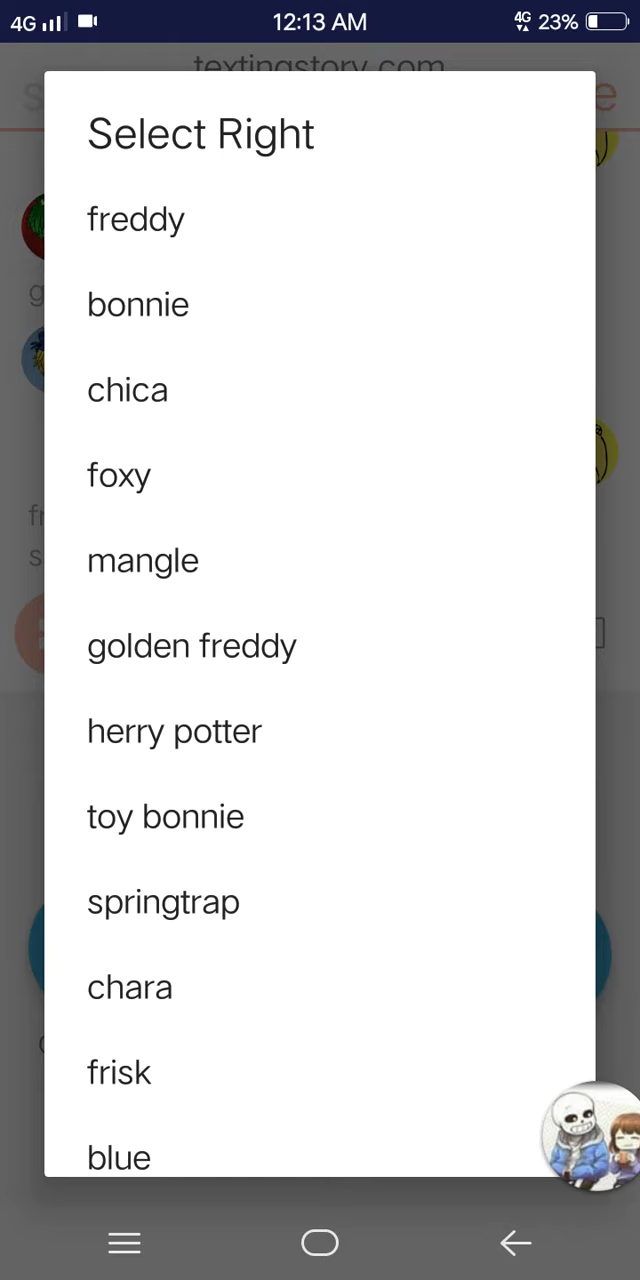 4G
12:13 AM
4G 23%
textingstory.com
Select Right
freddy
bonnie
chica
foxy
mangle
golden freddy
herry potter
toy bonnie
springtrap
chara
frisk
blue